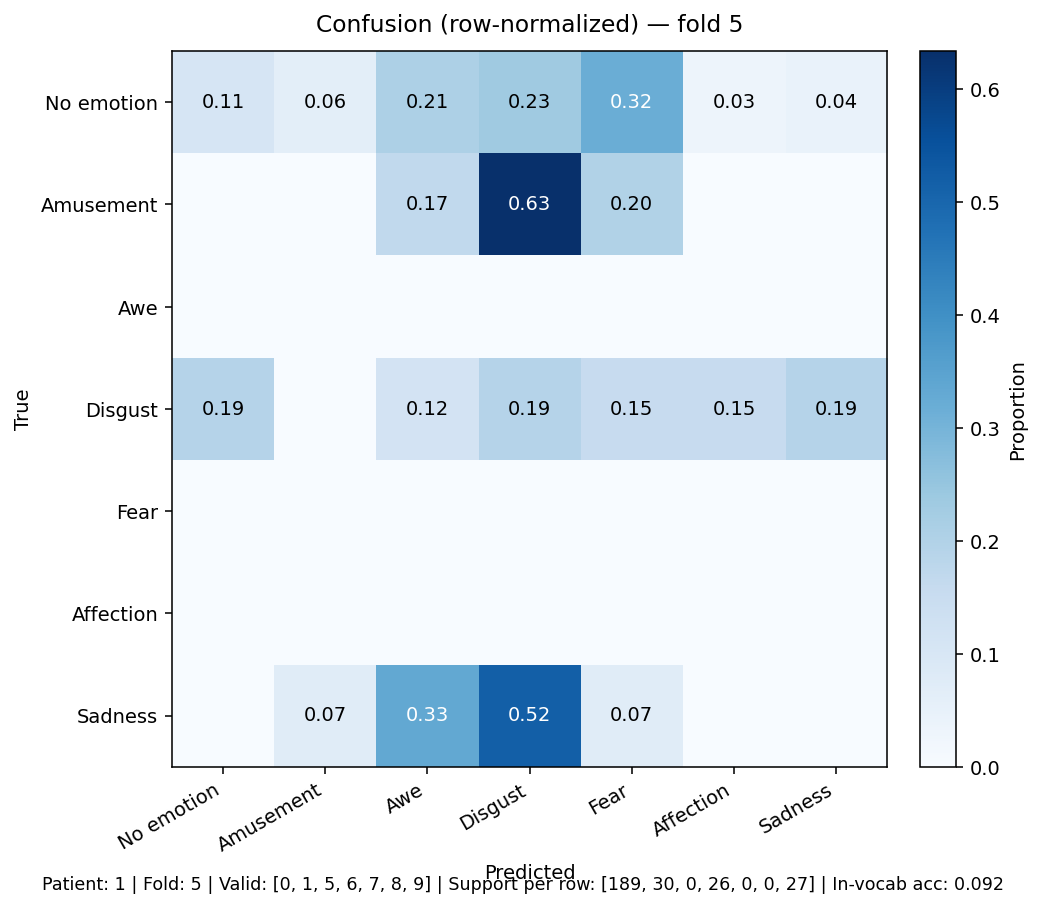 Confusion (row-normalized) — fold 5
No emotion 0.11 0.06 0.21 0.23 0.32 0.03 0.04
Amusement 0.17 0.63 0.20
Awe
Disgust 0.19 0.12 0.19 0.15 0.15 0.19
Fear
Affection
Sadness 0.07 0.33 0.52 0.07
True
No emotion Amusement Awe Disgust Fear Affection Sadness
Predicted
0.6
0.5
0.4
0.3
0.2
0.1
0.0
Proportion
Patient: 1 | Fold: 5 | Valid: [0, 1, 5, 6, 7, 8, 9] | Support per row: [189, 30, 0, 26, 0, 0, 27] | In-vocab acc: 0.092